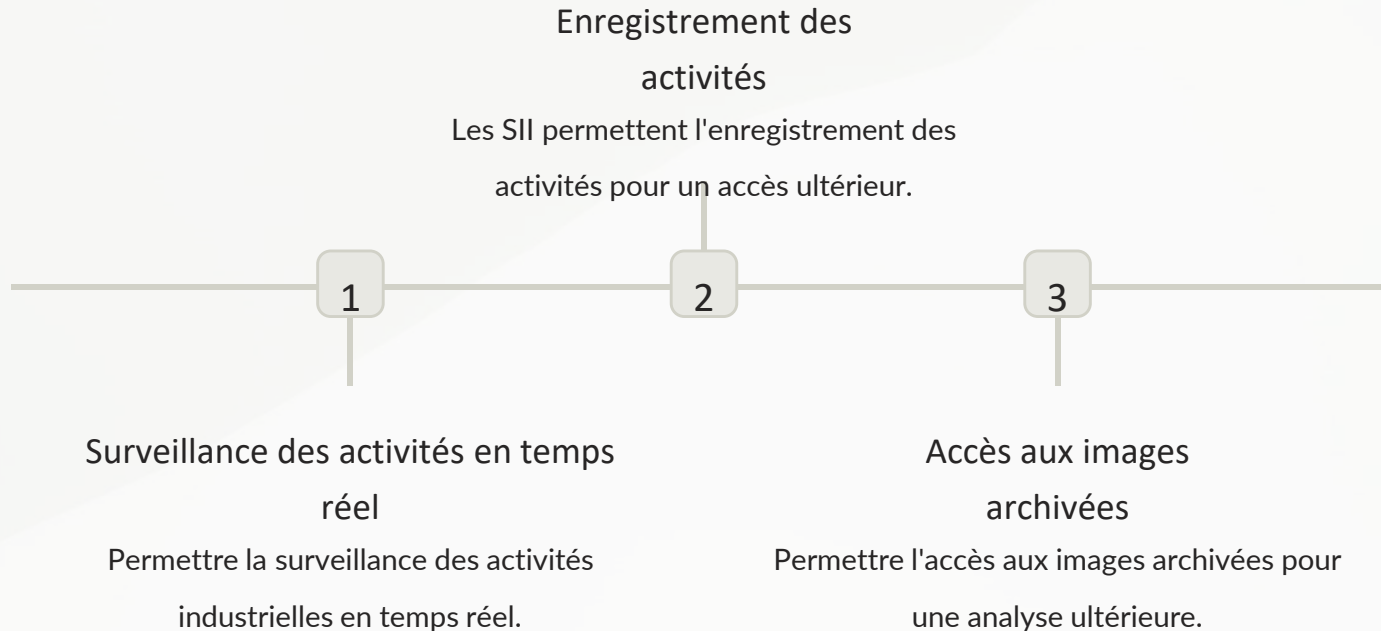 Enregistrement des
activités
Les SII permettent l'enregistrement des
activités pour un accès ultérieur.
1
2
3
Surveillance des activités en temps
réel
Permettre la surveillance des activités
industrielles en temps réel.
Accès aux images
archivées
Permettre l'accès aux images archivées pour
une analyse ultérieure.